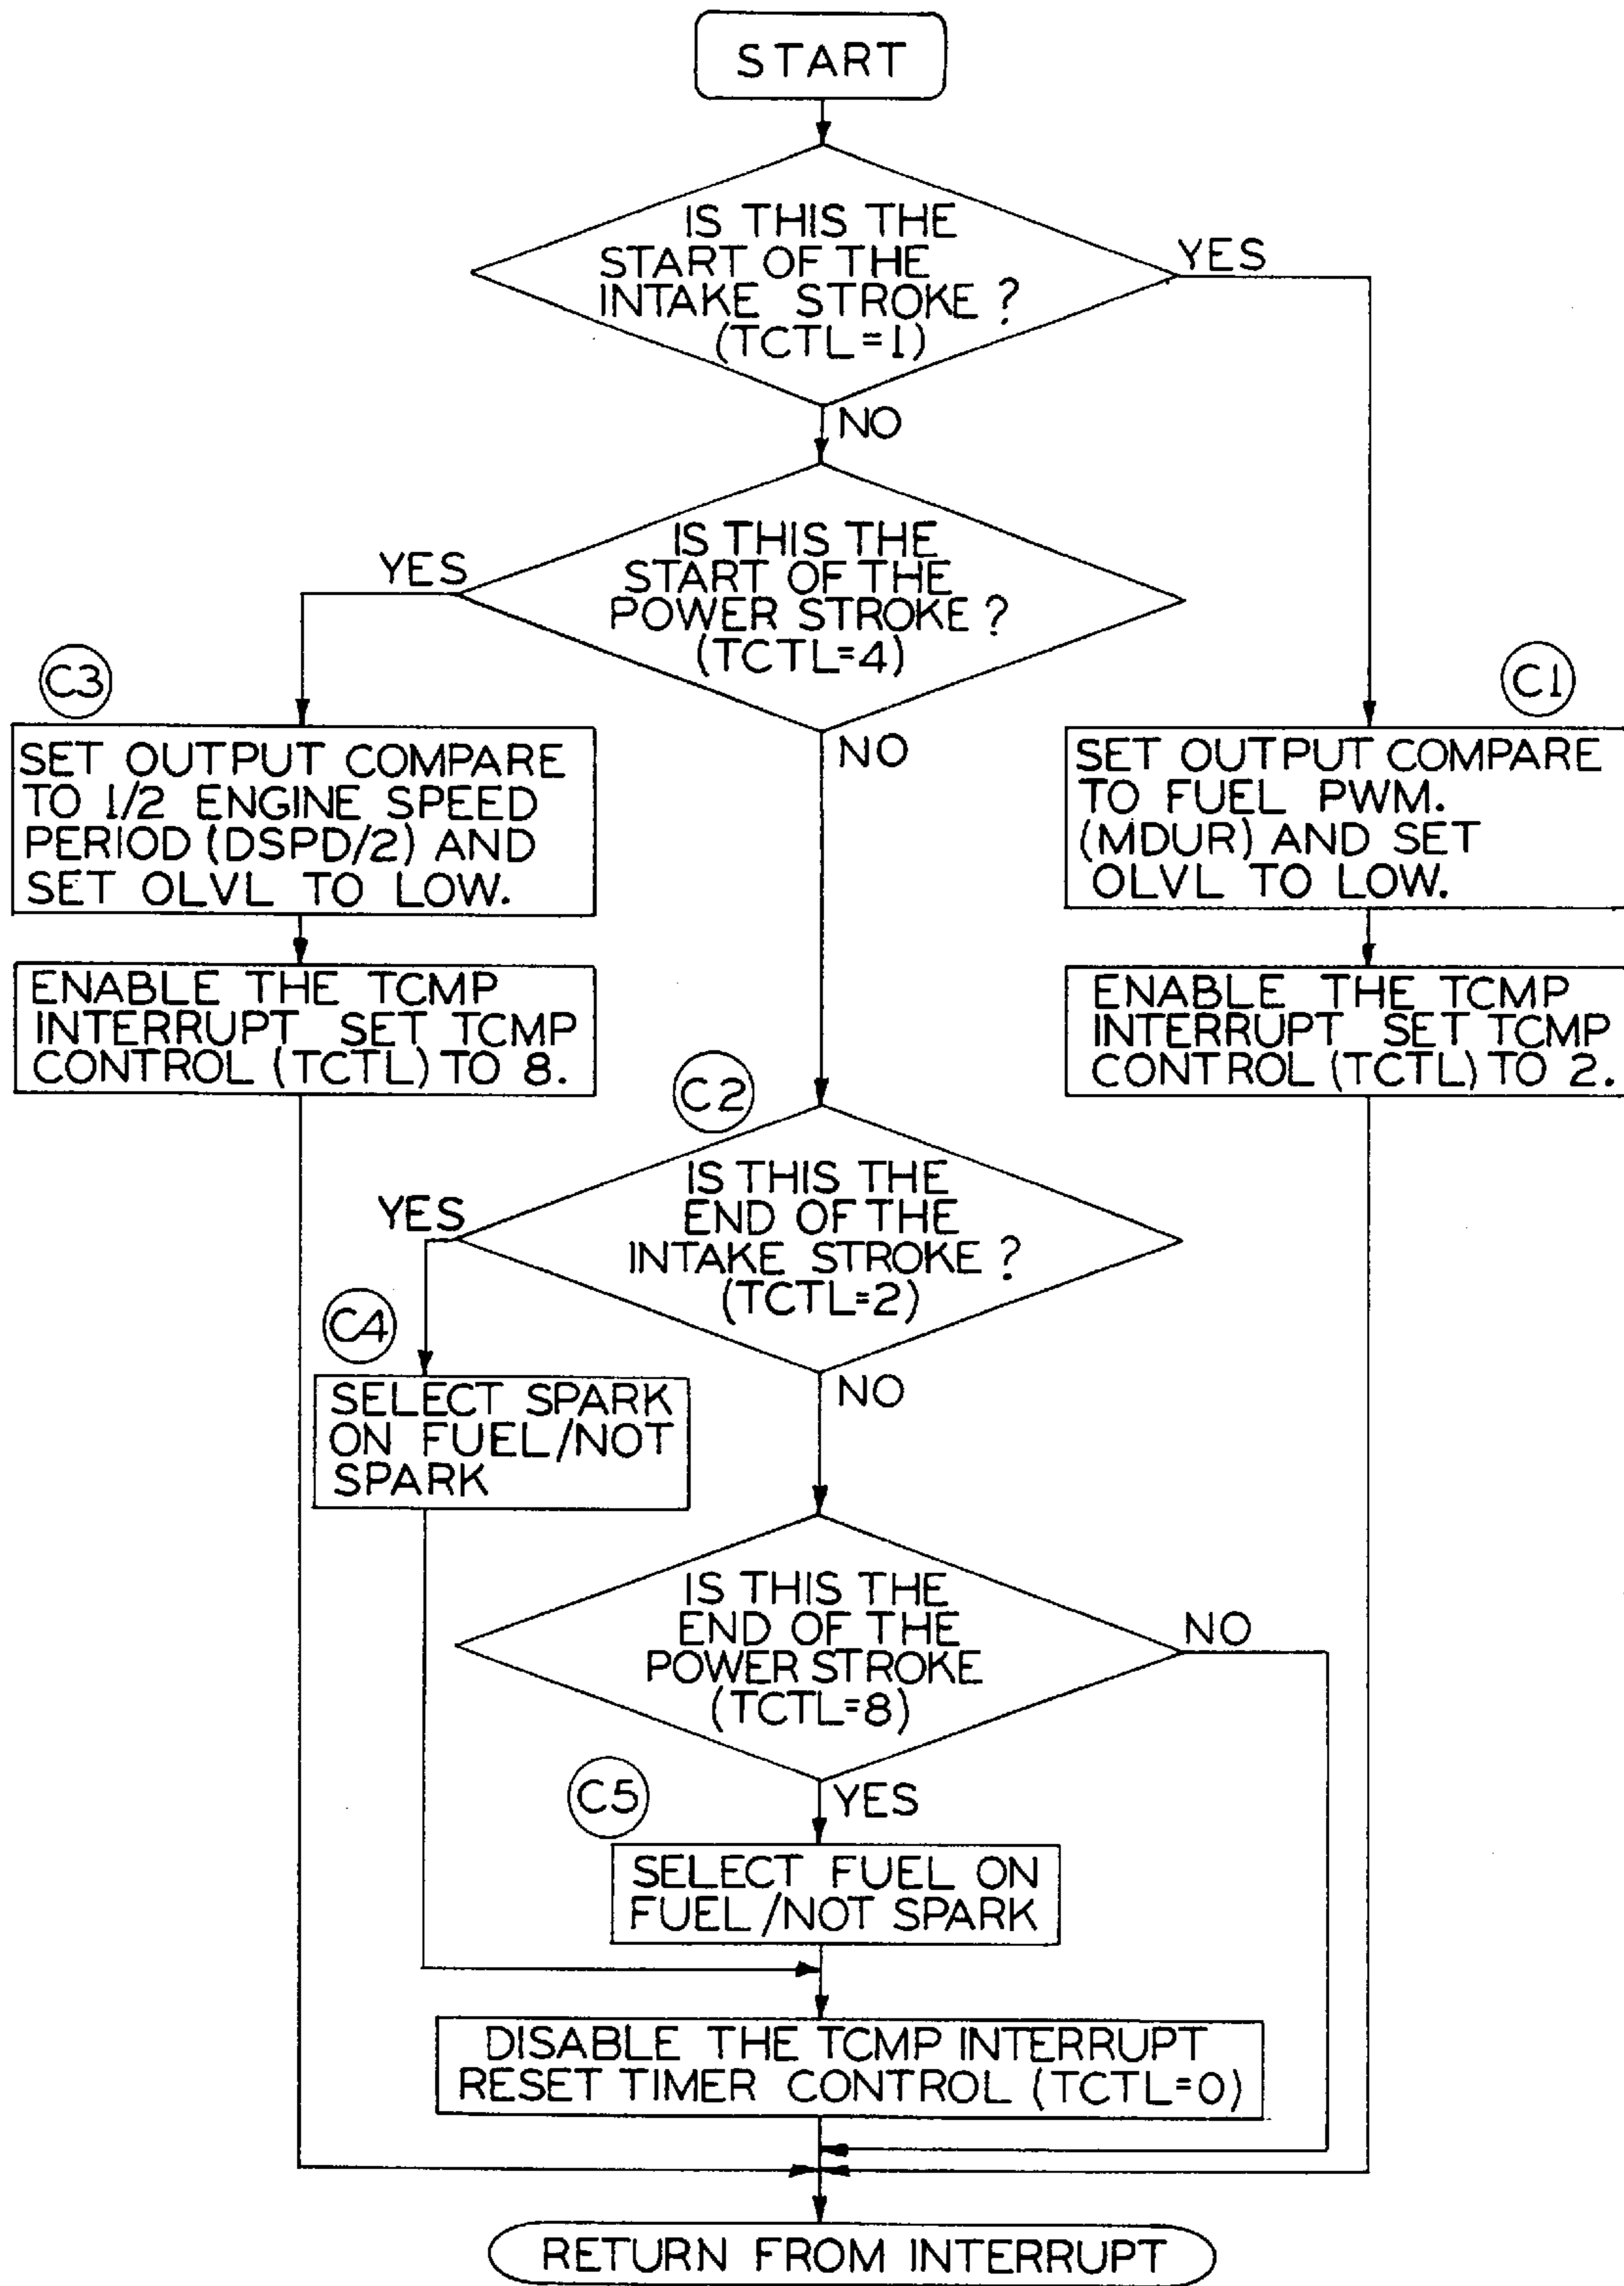 START
IS THIS THE
START OF THE
INTAKE STROKE ?
(TCTL=1)
YES
NO
IS THIS THE
START OF THE
POWER STROKE ?
(TCTL=4)
YES
NO
C3
SET OUTPUT COMPARE
TO 1/2 ENGINE SPEED
PERIOD (DSPD/2) AND
SET OLVL TO LOW.
ENABLE THE TCMP
INTERRUPT SET TCMP
CONTROL (TCTL) TO 8.
C1
SET OUTPUT COMPARE
TO FUEL PWM.
(MDUR) AND SET
OLVL TO LOW.
ENABLE THE TCMP
INTERRUPT SET TCMP
CONTROL (TCTL) TO 2.
C2
IS THIS THE
END OF THE
INTAKE STROKE ?
(TCTL=2)
YES
NO
C4
SELECT SPARK
ON FUEL/NOT
SPARK
IS THIS THE
END OF THE
POWER STROKE
(TCTL=8)
NO
YES
C5
SELECT FUEL ON
FUEL/NOT SPARK
DISABLE THE TCMP INTERRUPT
RESET TIMER CONTROL (TCTL=0)
RETURN FROM INTERRUPT